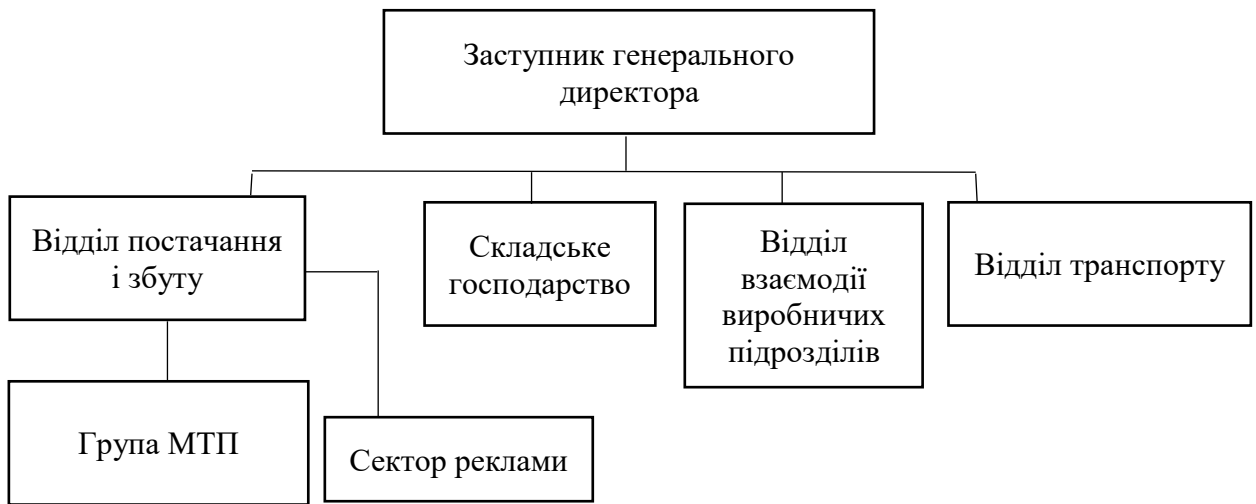 Заступник генерального
директора
Відділ постачання
і збуту
Складське
господарство
Відділ
взаємодії
виробничих
підрозділів
Відділ транспорту
Група МТП
Сектор реклами